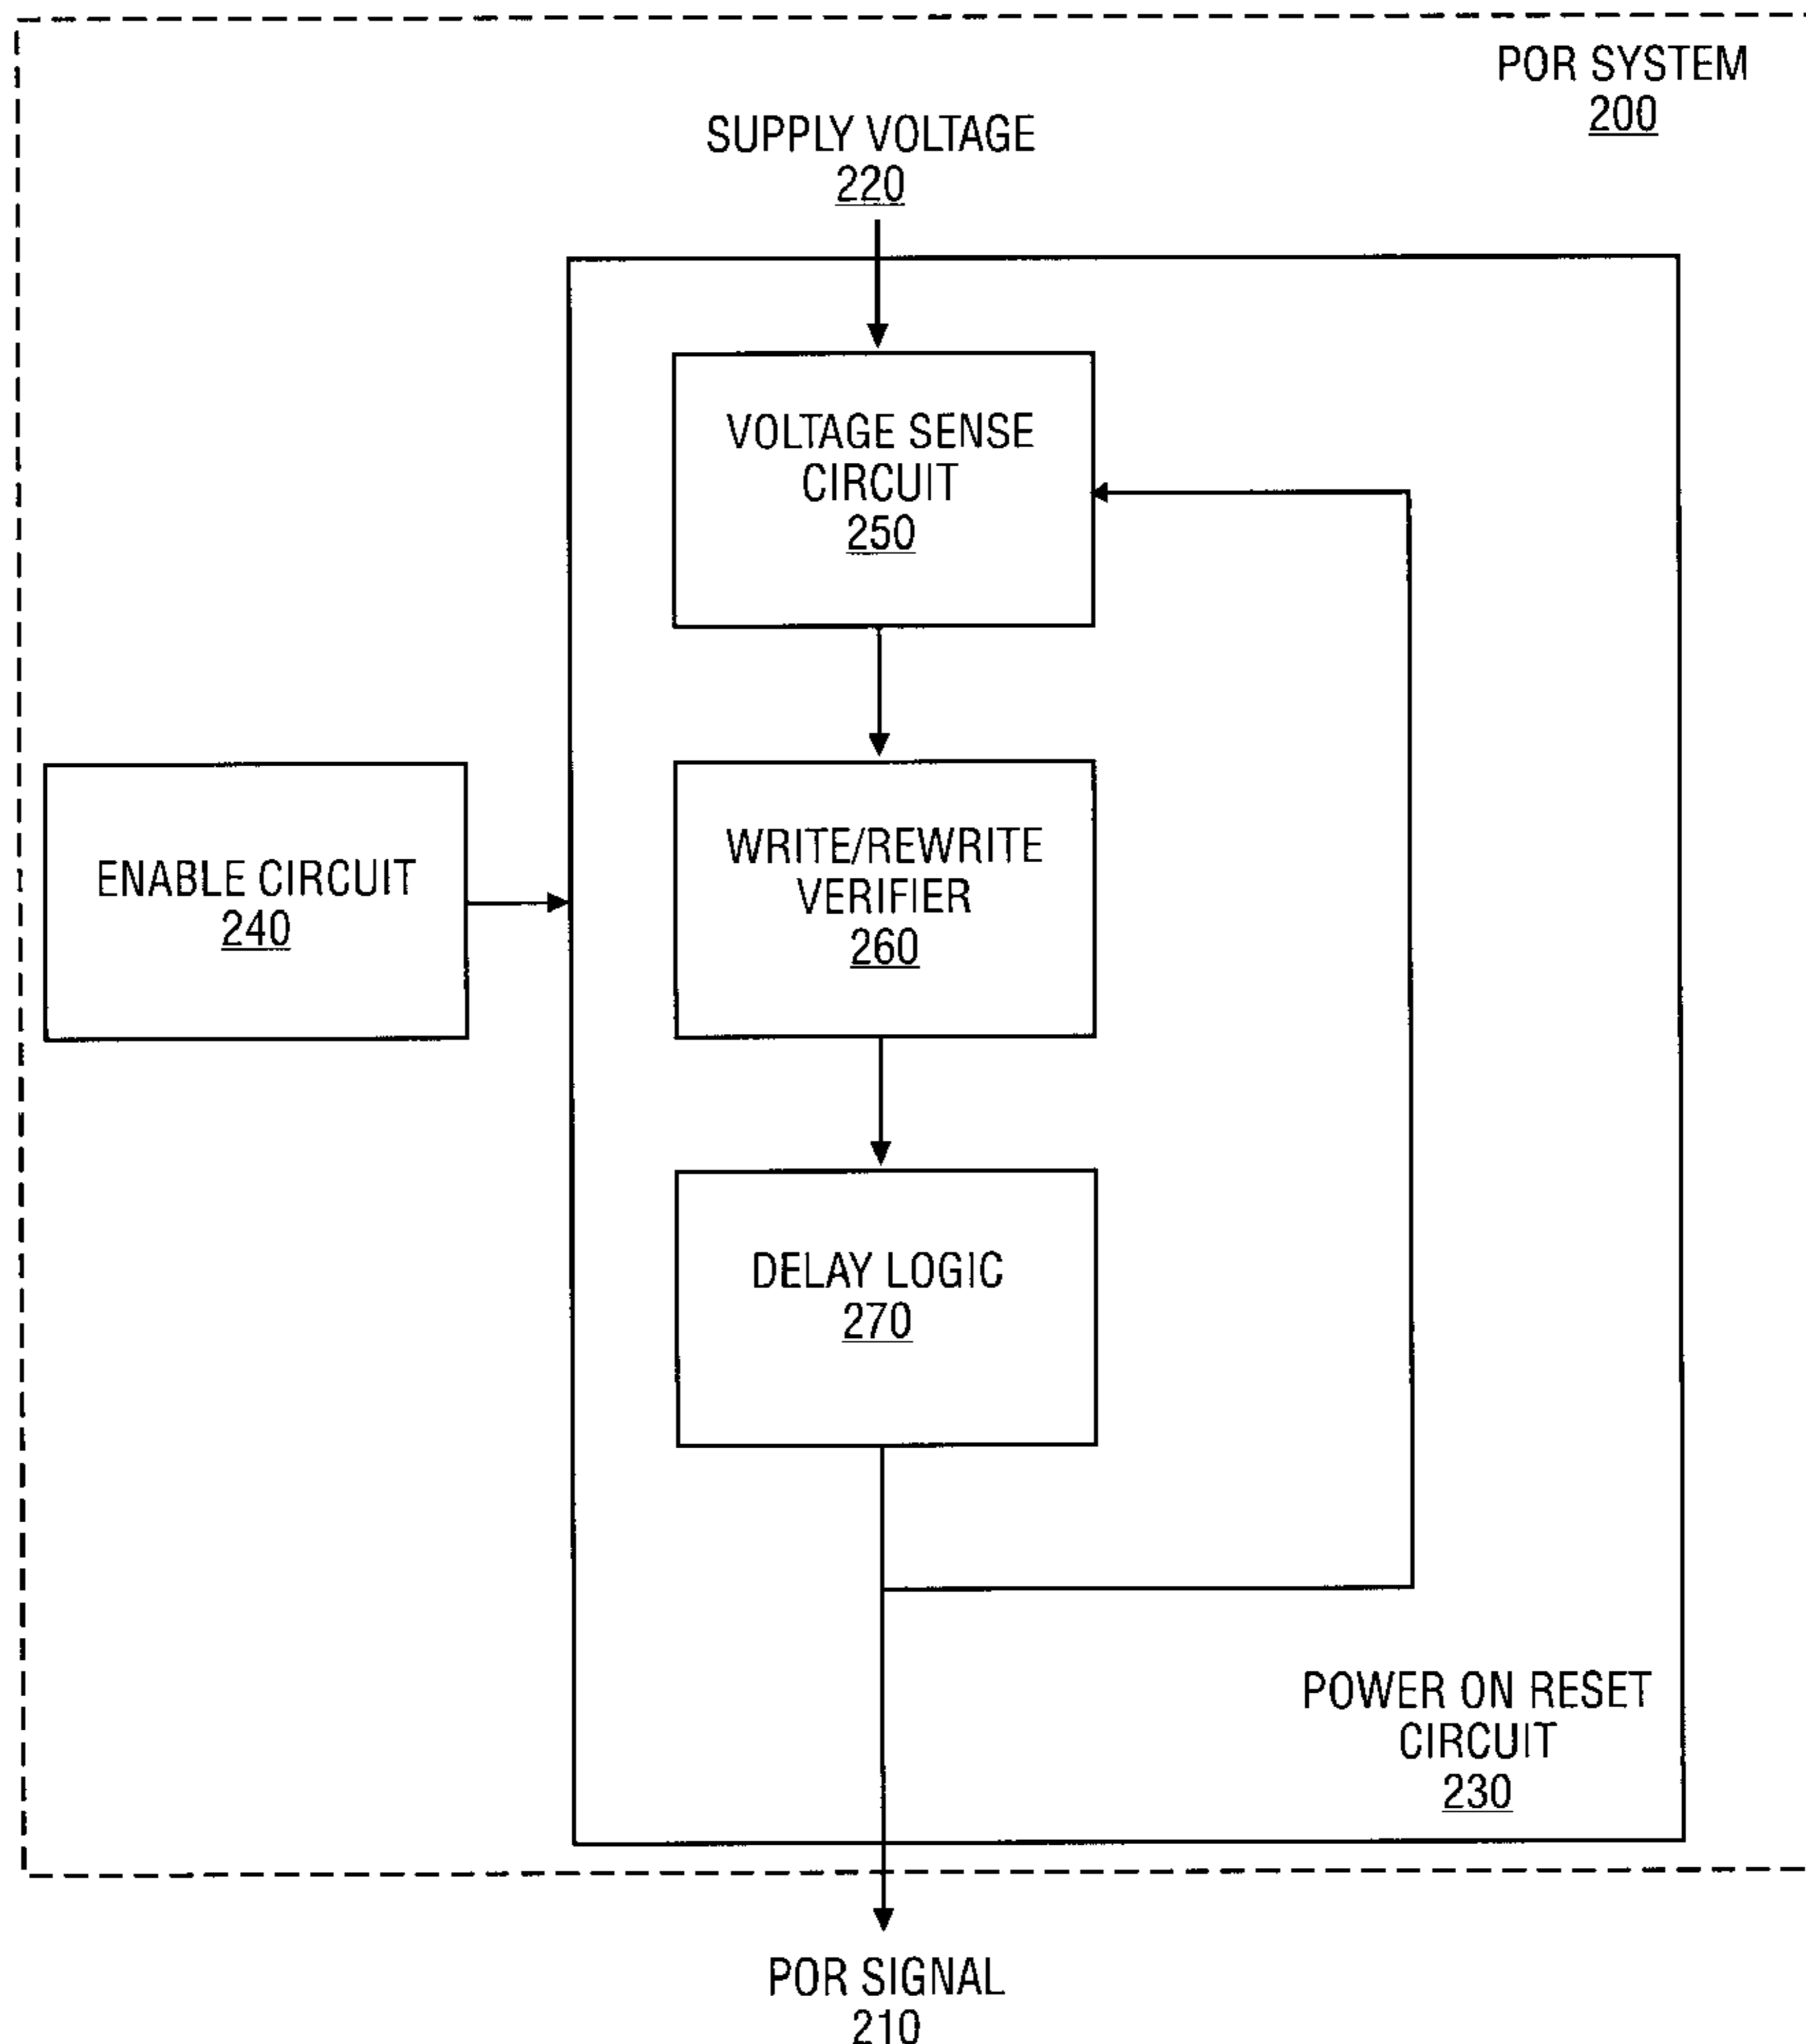 POR SYSTEM
200
SUPPLY VOLTAGE
220
VOLTAGE SENSE
CIRCUIT
250
ENABLE CIRCUIT
240
WRITE/REWRITE
VERIFIER
260
DELAY LOGIC
270
POWER ON RESET
CIRCUIT
230
POR SIGNAL
210